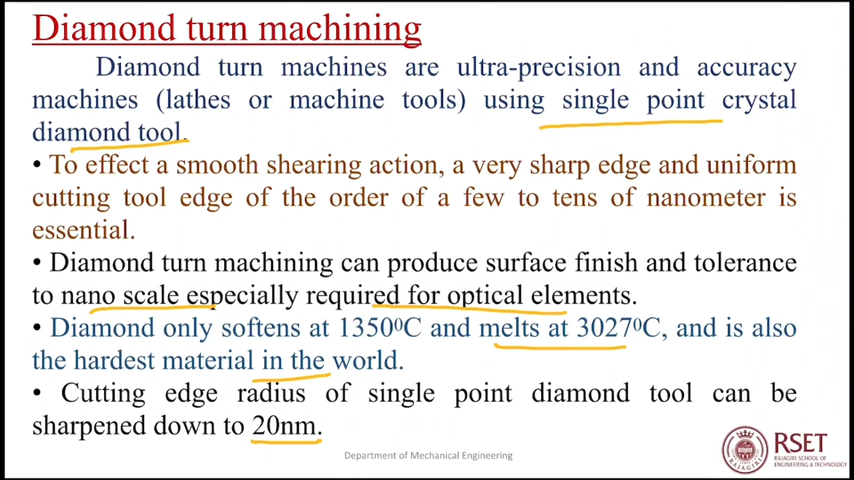 Diamond turn machining
Diamond turn machines are ultra-precision and accuracy
machines (lathes or machine tools) using single point crystal
diamond tool.
• To effect a smooth shearing action, a very sharp edge and uniform
cutting tool edge of the order of a few to tens of nanometer is
essential.
• Diamond turn machining can produce surface finish and tolerance
to nano scale especially required for optical elements.
• Diamond only softens at 1350⁰C and melts at 3027⁰C, and is also
the hardest material in the world.
• Cutting edge radius of single point diamond tool can be
sharpened down to 20nm.
Department of Mechanical Engineering
RSET
RAJAGIRI SCHOOL OF
ENGINEERING & TECHNOLOGY
RAJAGIRI